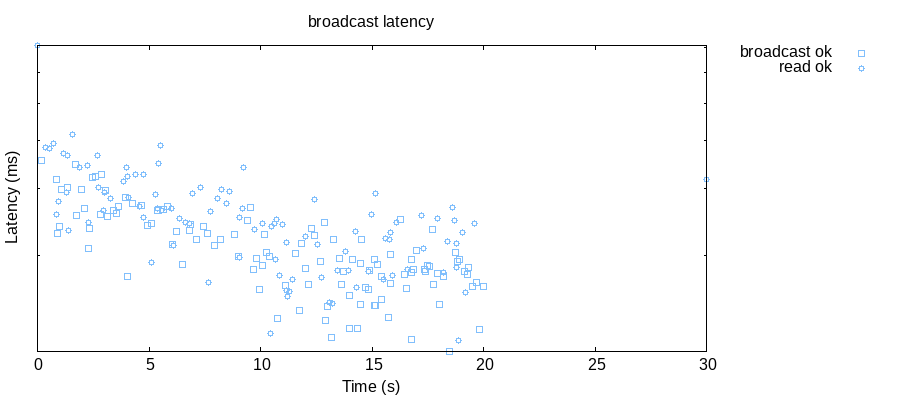 broadcast latency
broadcast ok
read ok
Latency (ms)
0 5 10 15 20 25 30
Time (s)